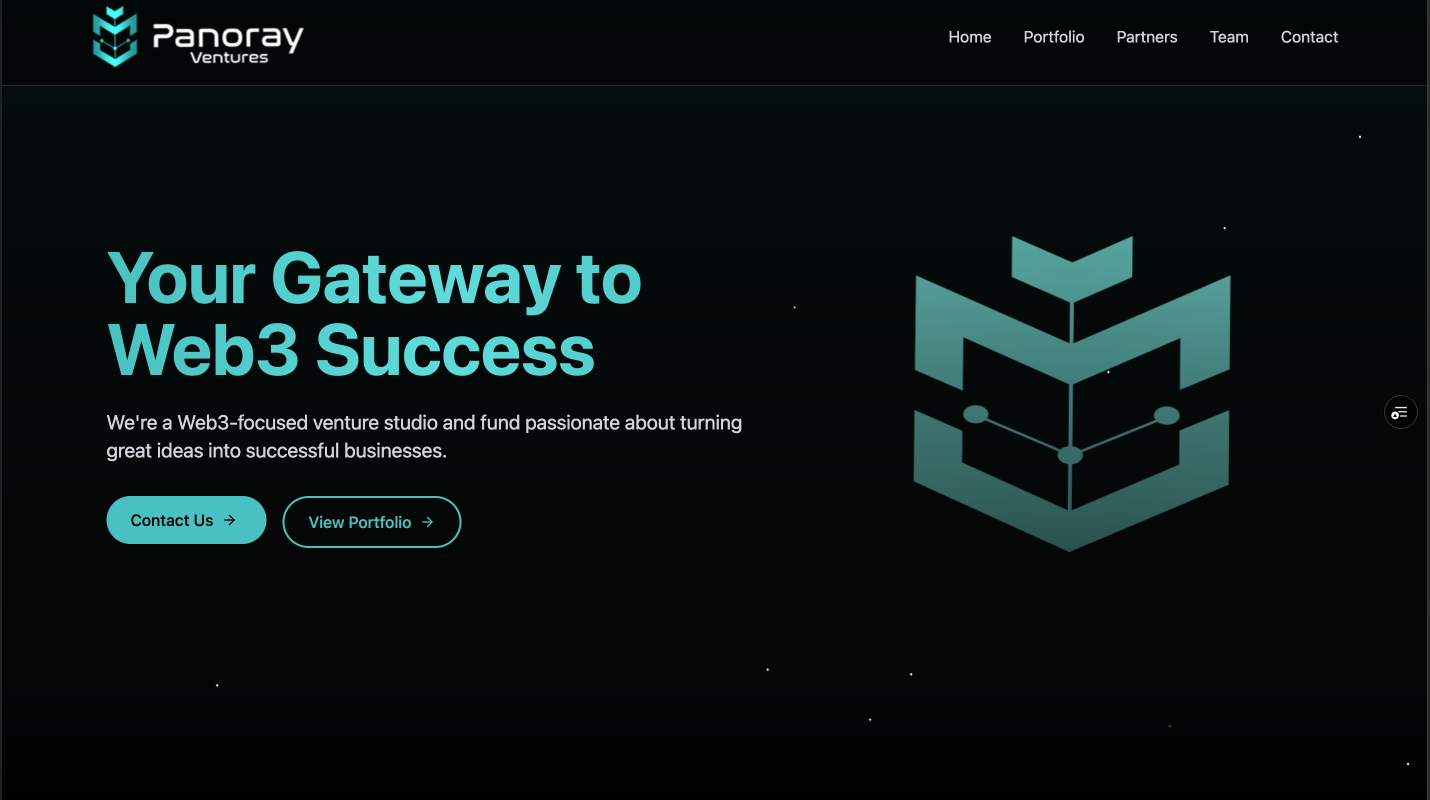 Panoray
Ventures
Home
Portfolio
Partners
Team
Contact
Your Gateway to
Web3 Success
We're a Web3-focused venture studio and fund passionate about turning
great ideas into successful businesses.
Contact Us →
View Portfolio →